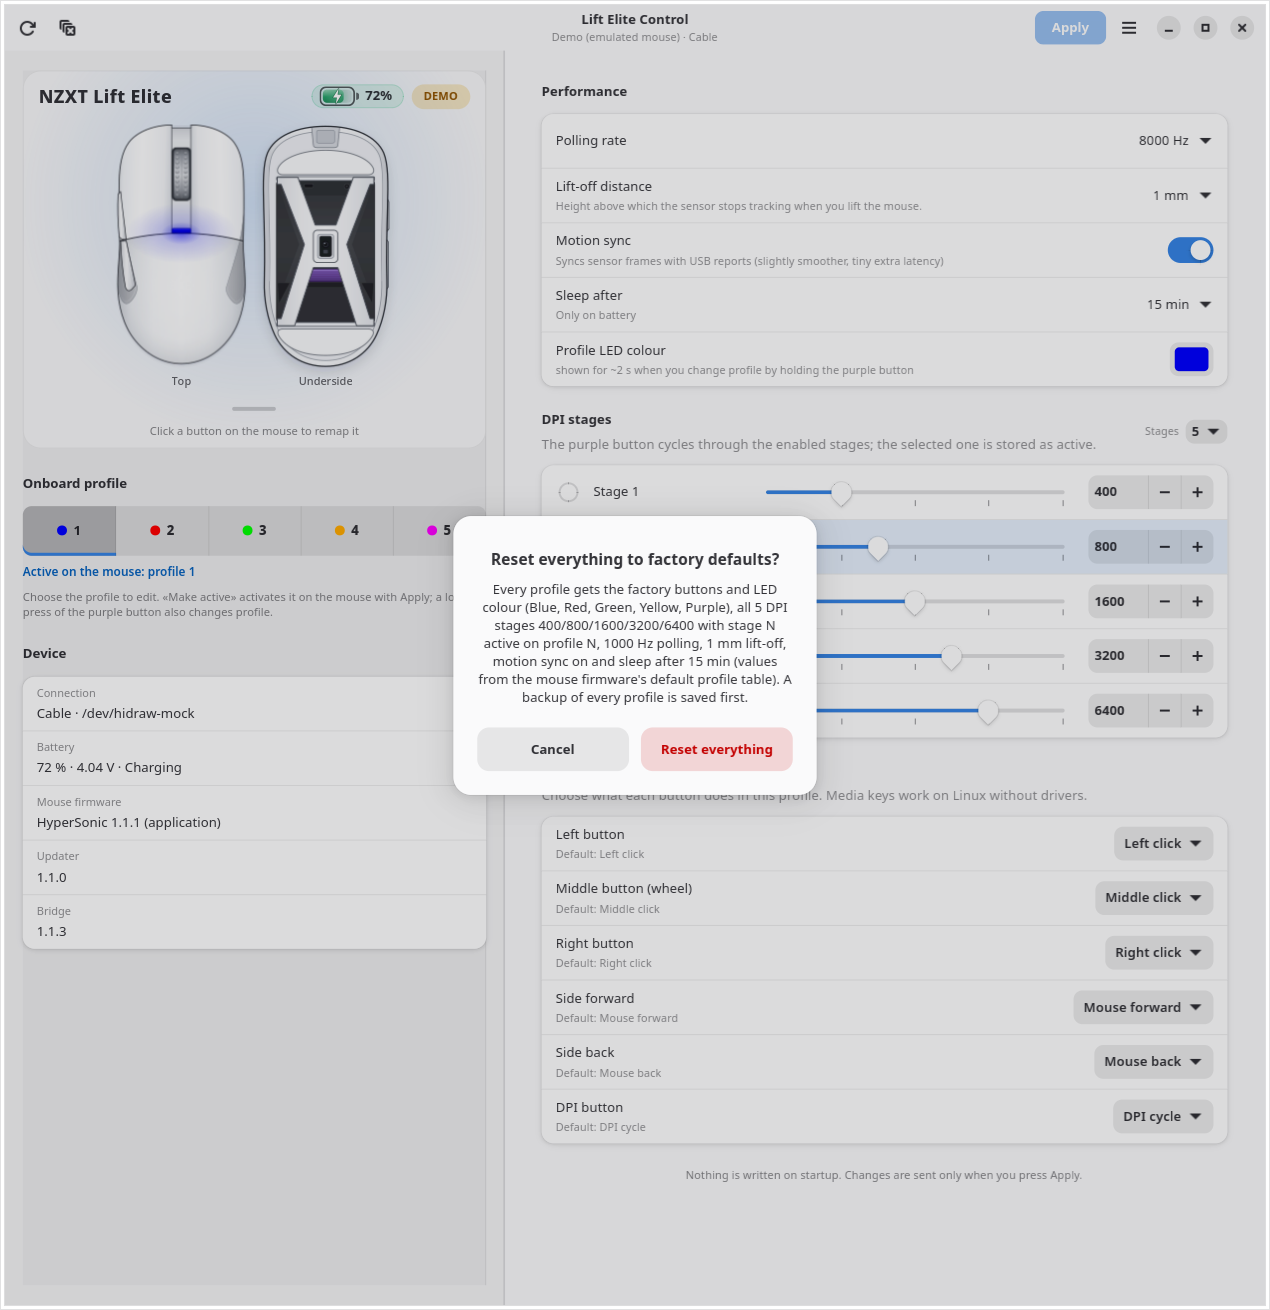 Lift Elite Control
Demo (emulated mouse) · Cable
Apply
NZXT Lift Elite
72%
DEMO
Top
Underside
Click a button on the mouse to remap it
Onboard profile
1
2
3
4
5
Active on the mouse: profile 1
Choose the profile to edit. «Make active» activates it on the mouse with Apply; a lo
press of the purple button also changes profile.
Device
Connection
Cable · /dev/hidraw-mock
Battery
72 % · 4.04 V · Charging
Mouse firmware
HyperSonic 1.1.1 (application)
Updater
1.1.0
Bridge
1.1.3
Performance
Polling rate
8000 Hz
Lift-off distance
Height above which the sensor stops tracking when you lift the mouse.
1 mm
Motion sync
Syncs sensor frames with USB reports (slightly smoother, tiny extra latency)
Sleep after
Only on battery
15 min
Profile LED colour
shown for ~2 s when you change profile by holding the purple button
DPI stages
The purple button cycles through the enabled stages; the selected one is stored as active.
Stages
5
Stage 1
400
800
1600
3200
6400
Reset everything to factory defaults?
Every profile gets the factory buttons and LED
colour (Blue, Red, Green, Yellow, Purple), all 5 DPI
stages 400/800/1600/3200/6400 with stage N
active on profile N, 1000 Hz polling, 1 mm lift-off,
motion sync on and sleep after 15 min (values
from the mouse firmware's default profile table). A
backup of every profile is saved first.
Cancel
Reset everything
Choose what each button does in this profile. Media keys work on Linux without drivers.
Left button
Default: Left click
Left click
Middle button (wheel)
Default: Middle click
Middle click
Right button
Default: Right click
Right click
Side forward
Default: Mouse forward
Mouse forward
Side back
Default: Mouse back
Mouse back
DPI button
Default: DPI cycle
DPI cycle
Nothing is written on startup. Changes are sent only when you press Apply.